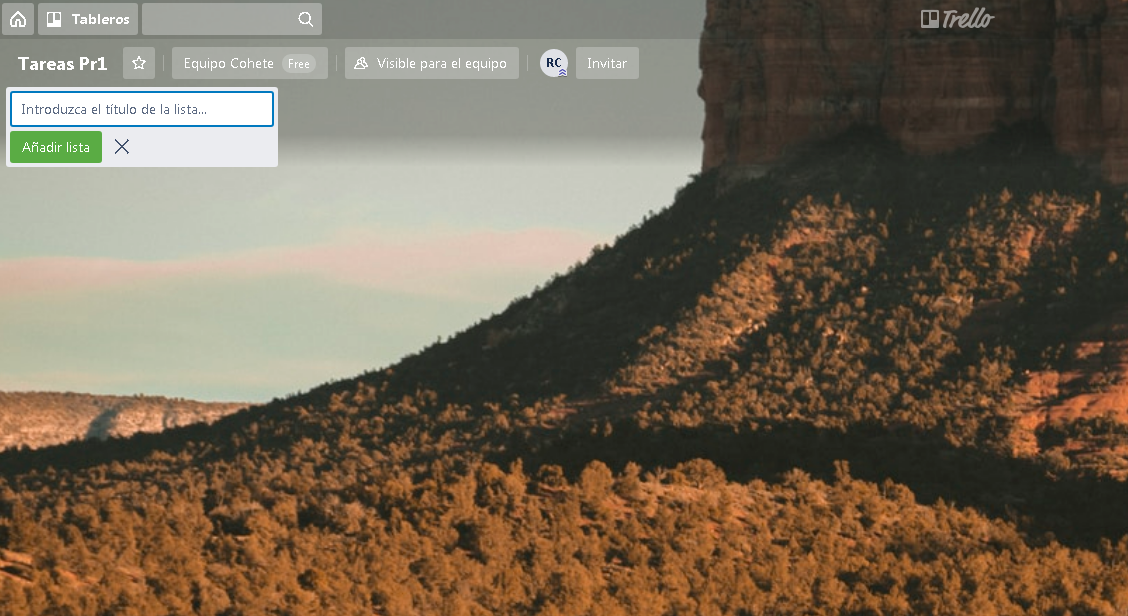 Tableros
Trello
Tareas Pr1
Equipo Cohete Free
Visible para el equipo
RC
Invitar
Introduzca el título de la lista...
Añadir lista